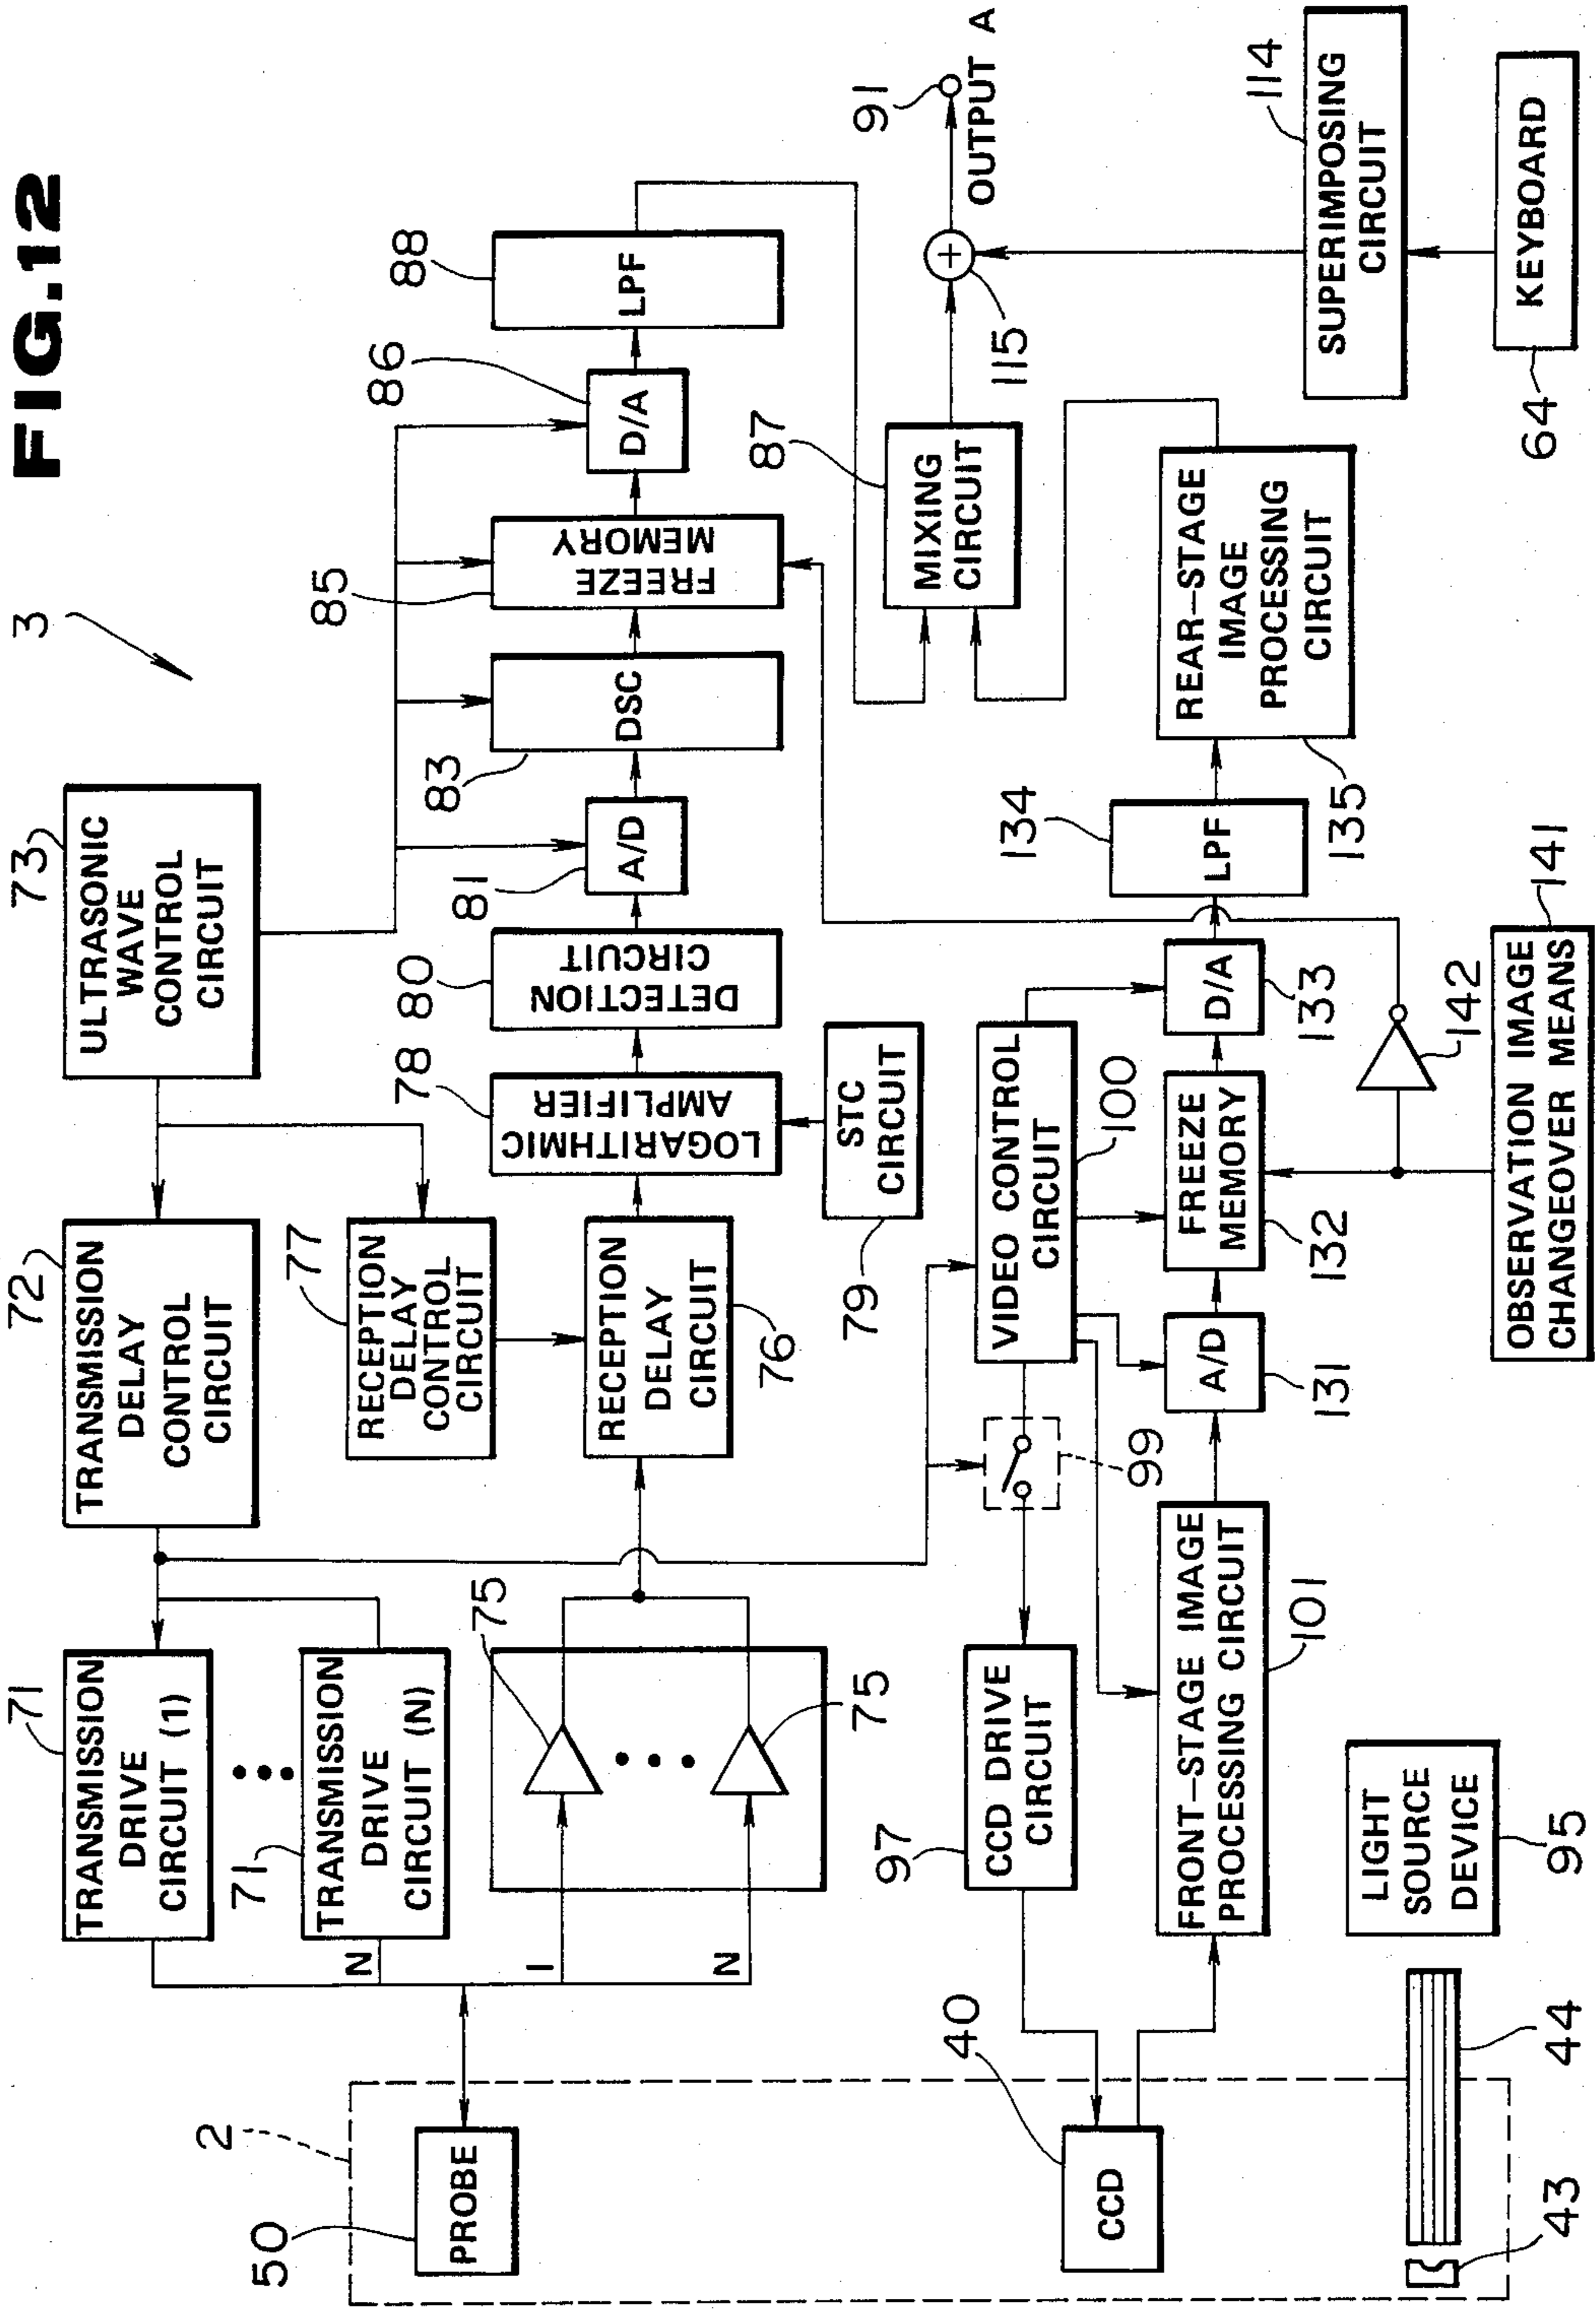 FIG.12
3
73
ULTRASONIC
WAVE
CONTROL
CIRCUIT
72
TRANSMISSION
DELAY
CONTROL
CIRCUIT
71
TRANSMISSION
DRIVE
CIRCUIT (1)
71
TRANSMISSION
DRIVE
CIRCUIT (N)
N
1
N
75
75
77
RECEPTION
DELAY
CONTROL
CIRCUIT
RECEPTION
DELAY
CIRCUIT
76
78
LOGARITHMIC
AMPLIFIER
STC
CIRCUIT
79
80
DETECTION
CIRCUIT
81
A/D
83
DSC
85
FREEZE
MEMORY
86
D/A
88
LPF
87
MIXING
CIRCUIT
115
+
91
OUTPUT A
114
SUPERIMPOSING
CIRCUIT
KEYBOARD
64
2
50
PROBE
40
CCD
43
44
LIGHT
SOURCE
DEVICE
95
97
CCD DRIVE
CIRCUIT
99
VIDEO CONTROL
CIRCUIT
100
FRONT-STAGE IMAGE
PROCESSING CIRCUIT
101
A/D
131
FREEZE
MEMORY
132
D/A
133
134
LPF
REAR-STAGE
IMAGE
PROCESSING
CIRCUIT
135
142
141
OBSERVATION IMAGE
CHANGEOVER MEANS